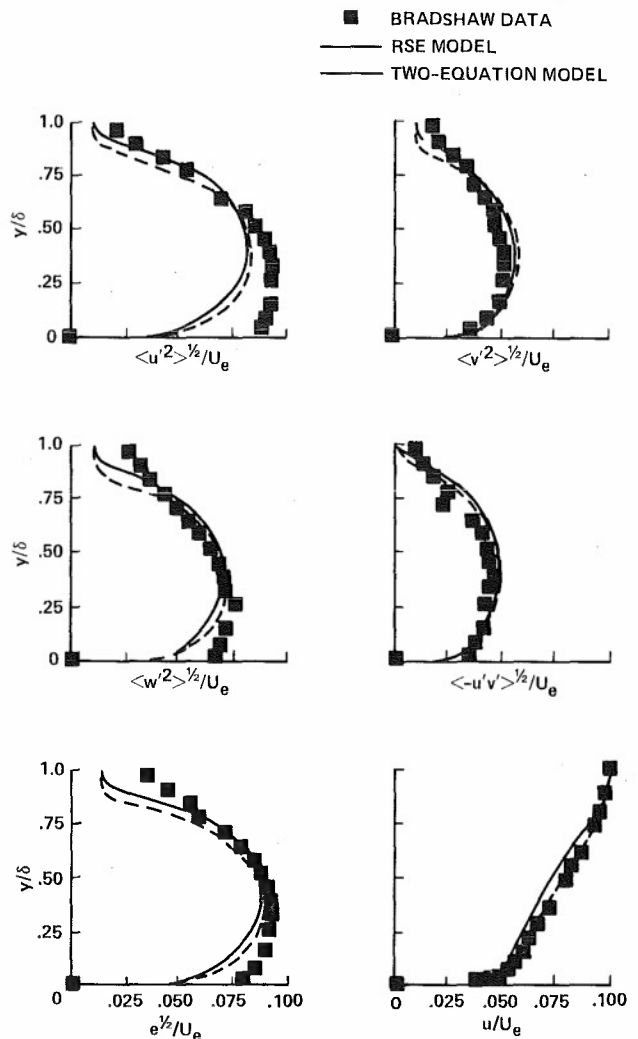 BRADSHAW DATA
RSE MODEL
TWO-EQUATION MODEL
1.0
.75
.50
.25
0
y/δ
<u'²>½/Uₑ
<v'²>½/Uₑ
1.0
.75
.50
.25
0
y/δ
<w'²>½/Uₑ
<-u'v'>½/Uₑ
1.0
.75
.50
.25
0
y/δ
.025 .050 .075 .100
e½/Uₑ
0 .025 .050 .075 .100
u/Uₑ